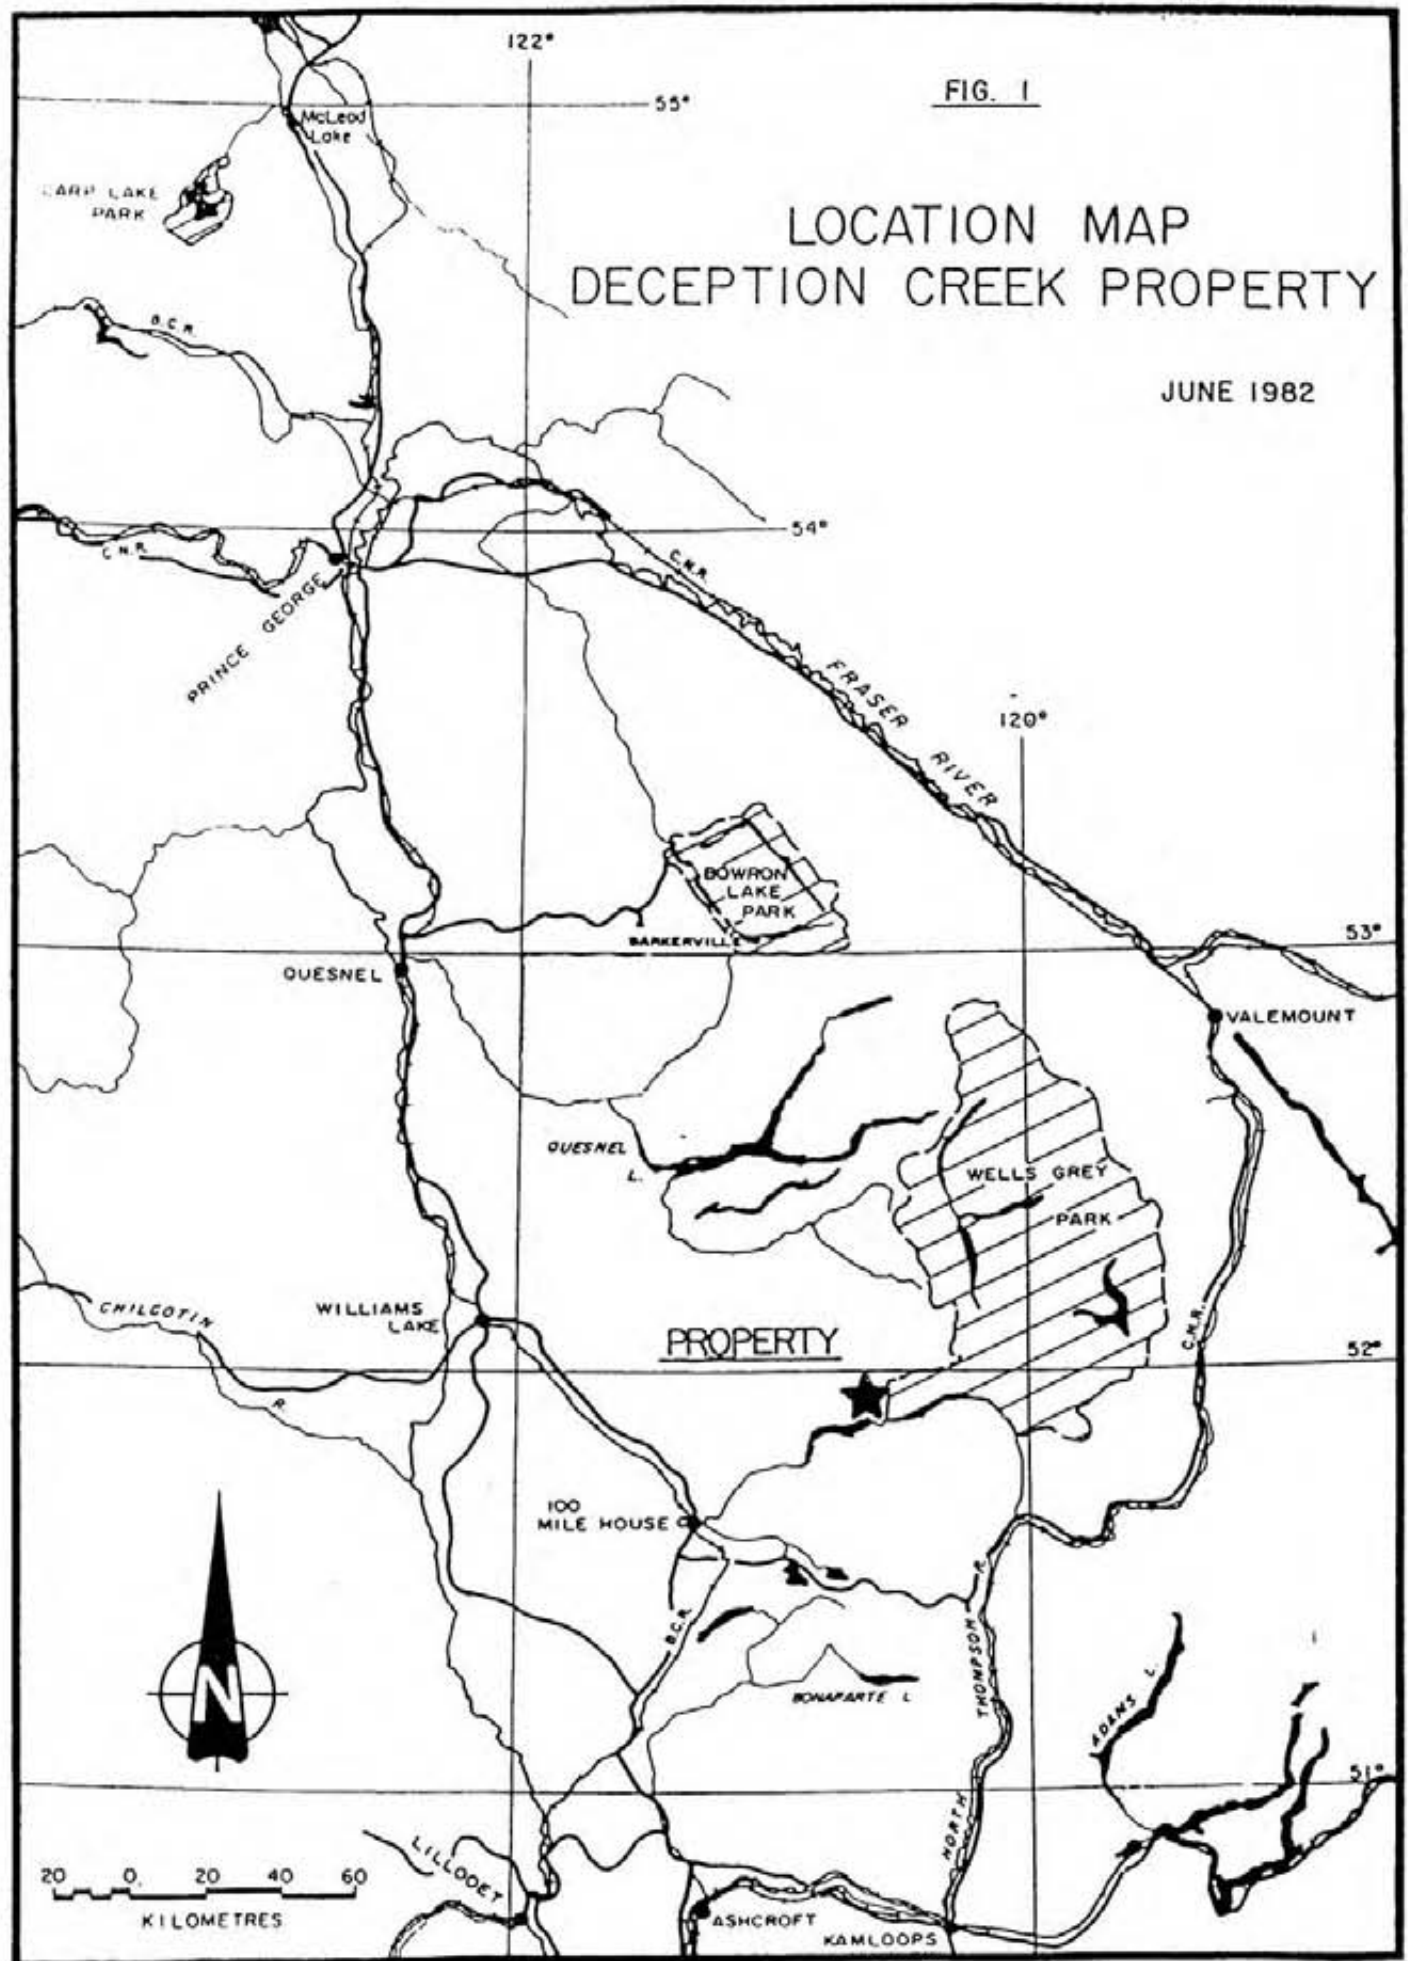 122°
FIG. 1
55°
McLeod
Lake
CARP LAKE
PARK
LOCATION MAP
DECEPTION CREEK PROPERTY
B.C.R.
JUNE 1982
54°
C.N.R.
C.N.R.
PRINCE GEORGE
FRASER RIVER
120°
BOWRON
LAKE
PARK
BARKERVILLE
53°
QUESNEL
VALEMOUNT
QUESNEL
L.
WELLS GREY
PARK
CHILCOTIN
R.
WILLIAMS
LAKE
C.N.R.
PROPERTY
52°
100
MILE HOUSE
B.C.R.
NORTH THOMPSON R.
BONAPARTE L
ADAMS L.
N
51°
LILLOOET
20 0. 20 40 60
KILOMETRES
ASHCROFT
KAMLOOPS